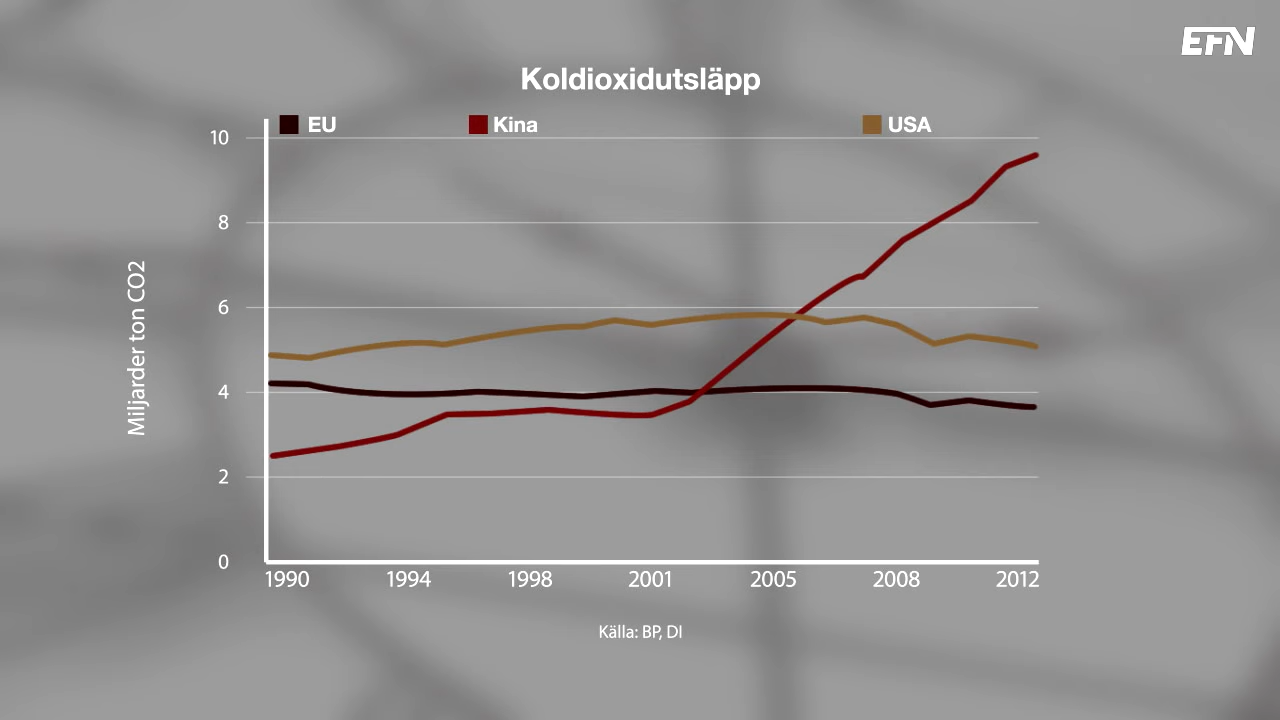 EFN
Koldioxidutsläpp
EU Kina USA
10
8
6
4
2
0
Miljarder ton CO2
1990 1994 1998 2001 2005 2008 2012
Källa: BP, DI